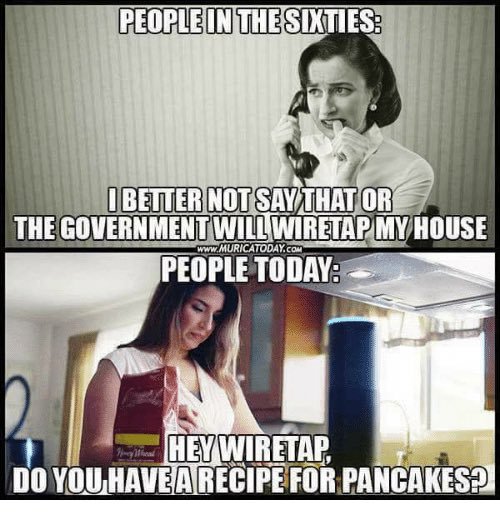 PEOPLE IN THE SIXTIES:
I BETTER NOT SAY THAT OR
THE GOVERNMENT WILL WIRETAP MY HOUSE
www.MURICATODAY.COM
PEOPLE TODAY:
HEY WIRETAP,
DO YOU HAVE A RECIPE FOR PANCAKES?